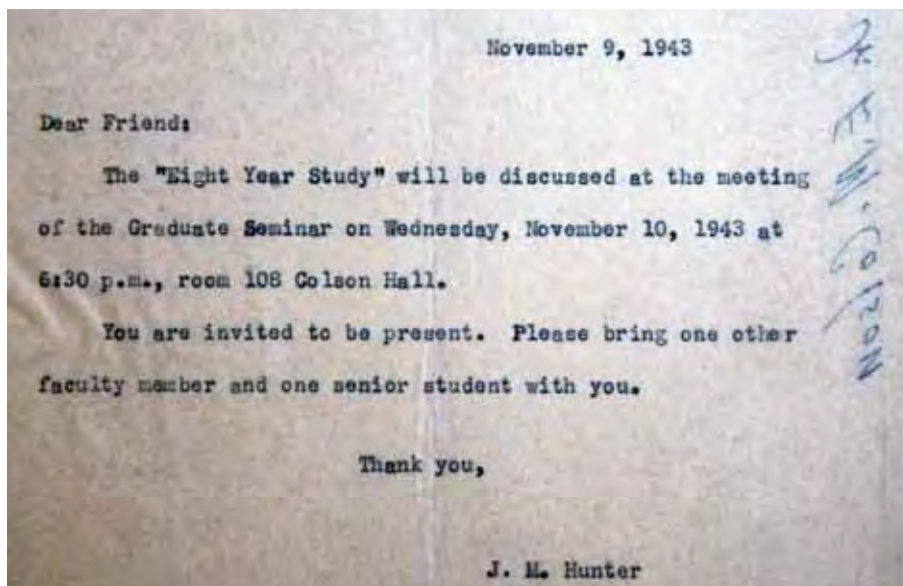 November 9, 1943
Dear Friend:
The "Eight Year Study" will be discussed at the meeting
of the Graduate Seminar on Wednesday, November 10, 1943 at
6:30 p.m., room 108 Colson Hall.
You are invited to be present. Please bring one other
faculty member and one senior student with you.
Thank you,
J. M. Hunter
Dr. Colson